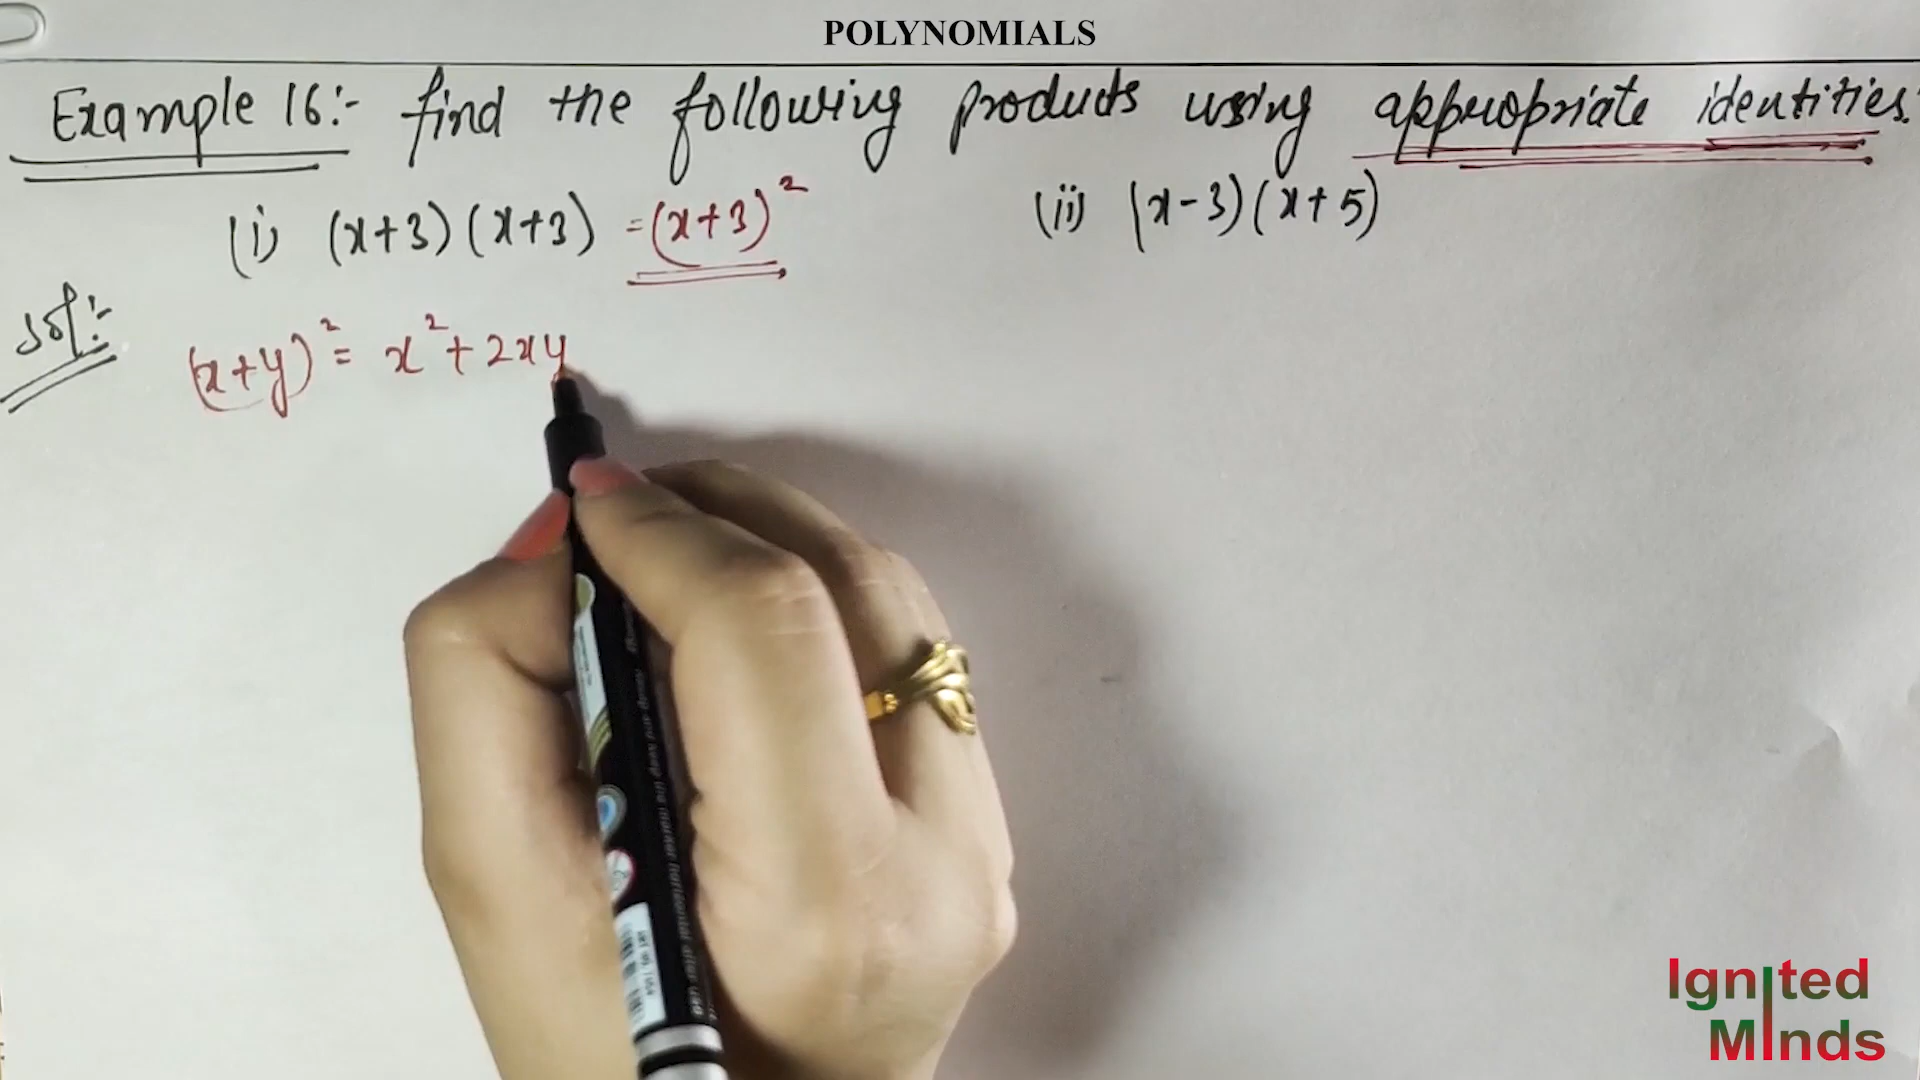 POLYNOMIALS
Example 16:- find the following products using appropriate identities.
(i) (x+3)(x+3) = (x+3)² (ii) (x-3)(x+5)
Sol:-
(x+y)² = x² + 2xy
Ignited
Minds